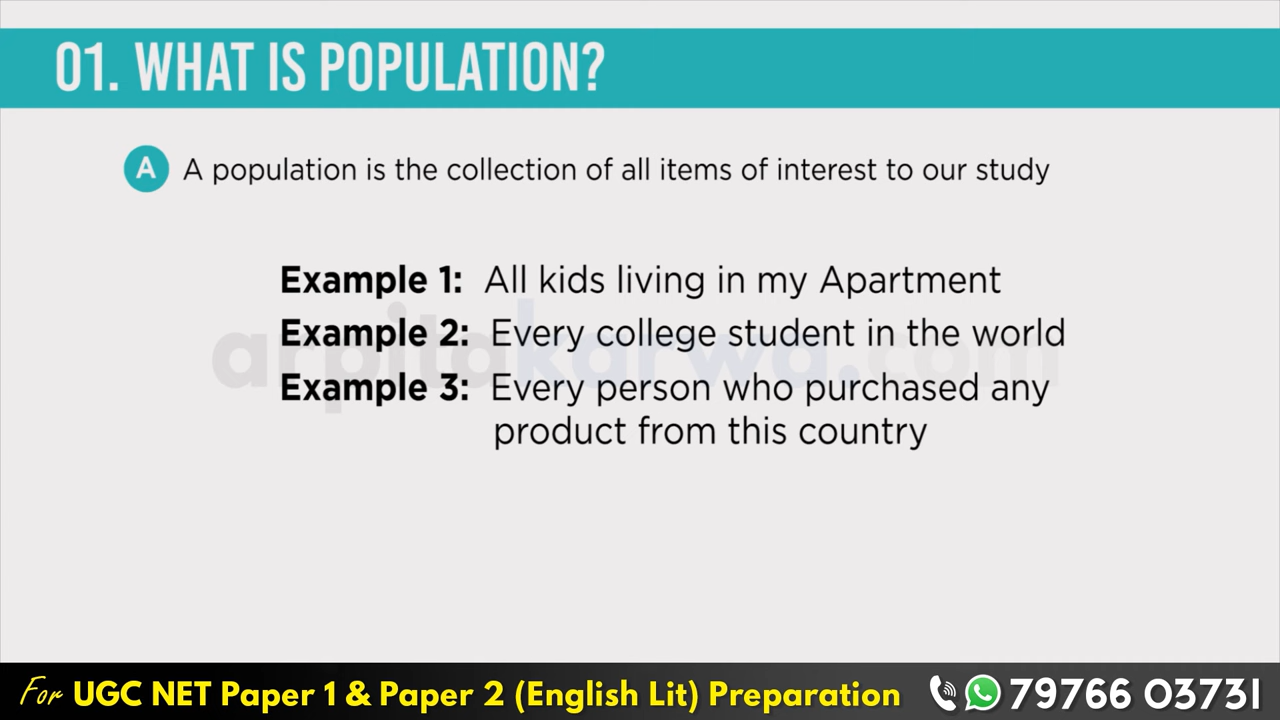 01. WHAT IS POPULATION?
A A population is the collection of all items of interest to our study
Example 1: All kids living in my Apartment
arpitakarwa.com
Example 2: Every college student in the world
Example 3: Every person who purchased any
product from this country
For UGC NET Paper 1 & Paper 2 (English Lit) Preparation 79766 03731